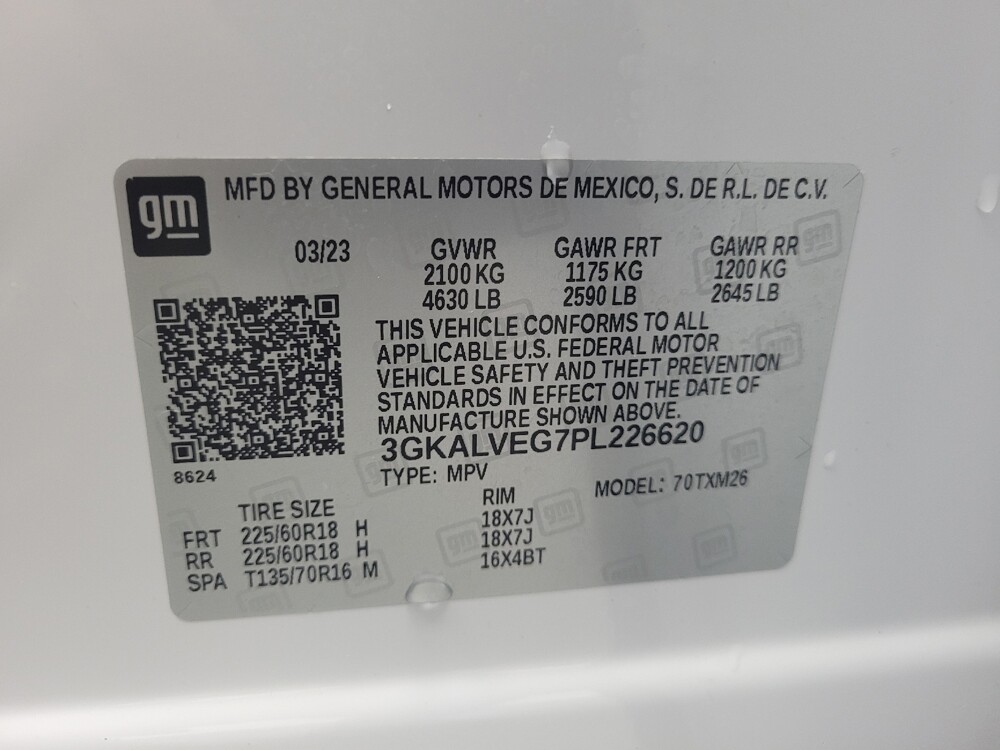 gm
MFD BY GENERAL MOTORS DE MEXICO, S. DE R.L. DE C.V.
03/23 GVWR GAWR FRT GAWR RR
2100 KG 1175 KG 1200 KG
4630 LB 2590 LB 2645 LB
THIS VEHICLE CONFORMS TO ALL
APPLICABLE U.S. FEDERAL MOTOR
VEHICLE SAFETY AND THEFT PREVENTION
STANDARDS IN EFFECT ON THE DATE OF
MANUFACTURE SHOWN ABOVE.
3GKALVEG7PL226620
8624
TYPE: MPV MODEL: 70TXM26
TIRE SIZE RIM
FRT 225/60R18 H 18X7J
RR 225/60R18 H 18X7J
SPA T135/70R16 M 16X4BT